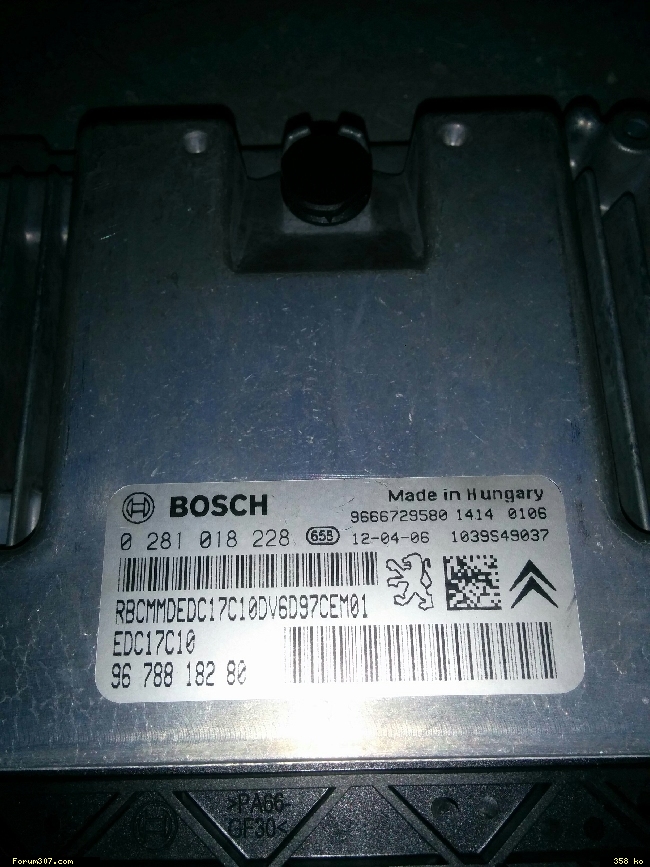 BOSCH
Made in Hungary
9666729580 1414 0106
0 281 018 228 65B 12-04-06 1039S49037
RBCMMDEDC17C10DV6D97CEM01
EDC17C10
96 788 182 80
>PA66-
GF30<
Forum307.com 358 ko